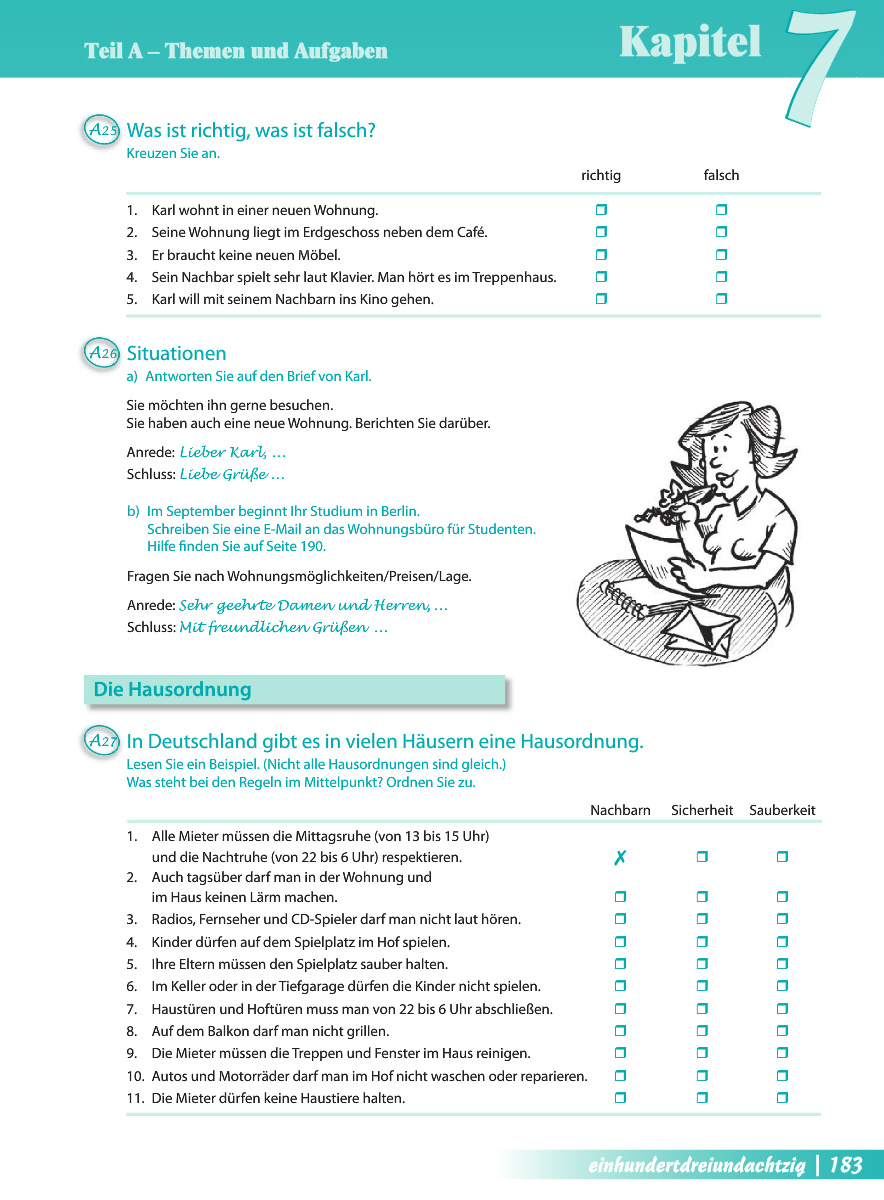 Teil A – Themen und Aufgaben
Kapitel 7
A25 Was ist richtig, was ist falsch?
Kreuzen Sie an.
richtig falsch
1. Karl wohnt in einer neuen Wohnung.
2. Seine Wohnung liegt im Erdgeschoss neben dem Café.
3. Er braucht keine neuen Möbel.
4. Sein Nachbar spielt sehr laut Klavier. Man hört es im Treppenhaus.
5. Karl will mit seinem Nachbarn ins Kino gehen.
A26 Situationen
a) Antworten Sie auf den Brief von Karl.
Sie möchten ihn gerne besuchen.
Sie haben auch eine neue Wohnung. Berichten Sie darüber.
Anrede: Lieber Karl, …
Schluss: Liebe Grüße …
b) Im September beginnt Ihr Studium in Berlin.
Schreiben Sie eine E-Mail an das Wohnungsbüro für Studenten.
Hilfe finden Sie auf Seite 190.
Fragen Sie nach Wohnungsmöglichkeiten/Preisen/Lage.
Anrede: Sehr geehrte Damen und Herren, …
Schluss: Mit freundlichen Grüßen …
Die Hausordnung
A27 In Deutschland gibt es in vielen Häusern eine Hausordnung.
Lesen Sie ein Beispiel. (Nicht alle Hausordnungen sind gleich.)
Was steht bei den Regeln im Mittelpunkt? Ordnen Sie zu.
Nachbarn Sicherheit Sauberkeit
1. Alle Mieter müssen die Mittagsruhe (von 13 bis 15 Uhr)
und die Nachtruhe (von 22 bis 6 Uhr) respektieren. ✗
2. Auch tagsüber darf man in der Wohnung und
im Haus keinen Lärm machen.
3. Radios, Fernseher und CD-Spieler darf man nicht laut hören.
4. Kinder dürfen auf dem Spielplatz im Hof spielen.
5. Ihre Eltern müssen den Spielplatz sauber halten.
6. Im Keller oder in der Tiefgarage dürfen die Kinder nicht spielen.
7. Haustüren und Hoftüren muss man von 22 bis 6 Uhr abschließen.
8. Auf dem Balkon darf man nicht grillen.
9. Die Mieter müssen die Treppen und Fenster im Haus reinigen.
10. Autos und Motorräder darf man im Hof nicht waschen oder reparieren.
11. Die Mieter dürfen keine Haustiere halten.
einhundertdreiundachtzig | 183